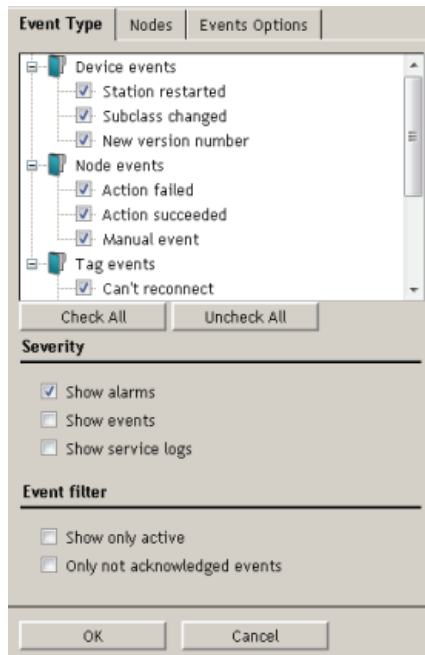 Event Type Nodes Events Options
Device events
Station restarted
Subclass changed
New version number
Node events
Action failed
Action succeeded
Manual event
Tag events
Can't reconnect
Check All Uncheck All
Severity
Show alarms
Show events
Show service logs
Event filter
Show only active
Only not acknowledged events
OK Cancel